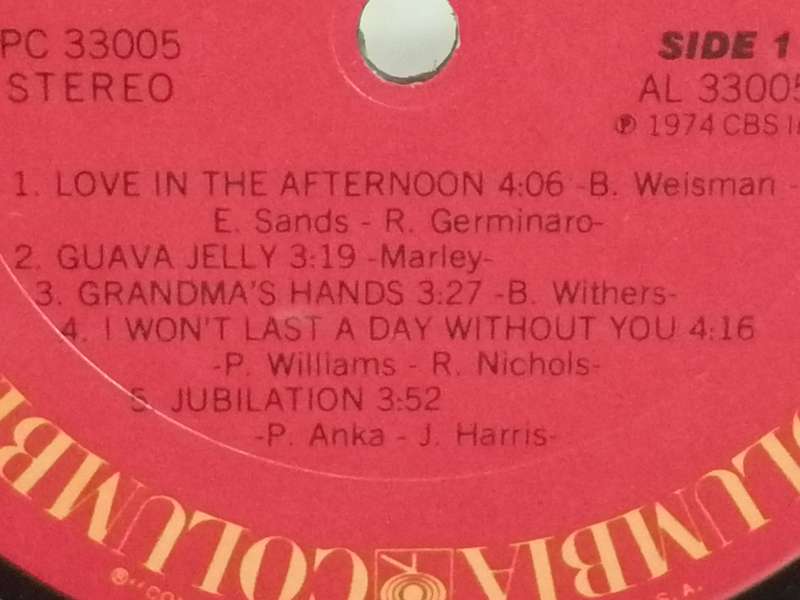 PC 33005
STEREO
SIDE 1
AL 33005
℗ 1974 CBS
1. LOVE IN THE AFTERNOON 4:06 -B. Weisman -
E. Sands - R. Germinaro-
2. GUAVA JELLY 3:19 -Marley-
3. GRANDMA'S HANDS 3:27 -B. Withers-
4. I WON'T LAST A DAY WITHOUT YOU 4:16
-P. Williams - R. Nichols-
5. JUBILATION 3:52
-P. Anka - J. Harris-
COLUMBIA COLUMBIA